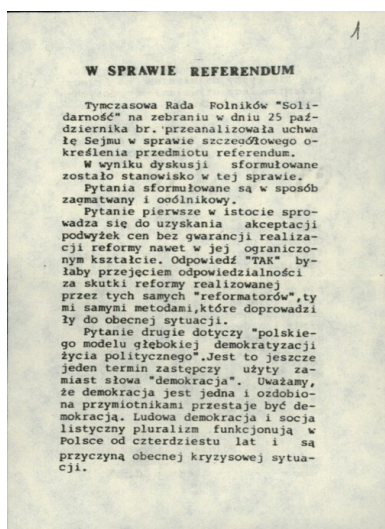 1
W SPRAWIE REFERENDUM
Tymczasowa Rada Rolników "Soli-
darność" na zebraniu w dniu 25 paź-
dziernika br. przeanalizowała uchwa
łę Sejmu w sprawie szczegółowego o-
kreślenia przedmiotu referendum.
W wyniku dyskusji sformułowane
zostało stanowisko w tej sprawie.
Pytania sformułowane są w sposób
zagmatwany i ogólnikowy.
Pytanie pierwsze w istocie spro-
wadza się do uzyskania akceptacji
podwyżek cen bez gwarancji realiza-
cji reformy nawet w jej ograniczo-
nym kształcie. Odpowiedź "TAK" by-
łaby przejęciem odpowiedzialności
za skutki reformy realizowanej
przez tych samych "reformatorów",ty
mi samymi metodami,które doprowadzi
ły do obecnej sytuacji.
Pytanie drugie dotyczy "polskie-
go modelu głębokiej demokratyzacji
życia politycznego".Jest to jeszcze
jeden termin zastępczy użyty za-
miast słowa "demokracja". Uważamy,
że demokracja jest jedna i ozdobio-
na przymiotnikami przestaje być de-
mokracją. Ludowa demokracja i socja
listyczny pluralizm funkcjonują w
Polsce od czterdziestu lat i są
przyczyną obecnej kryzysowej sytua-
cji.